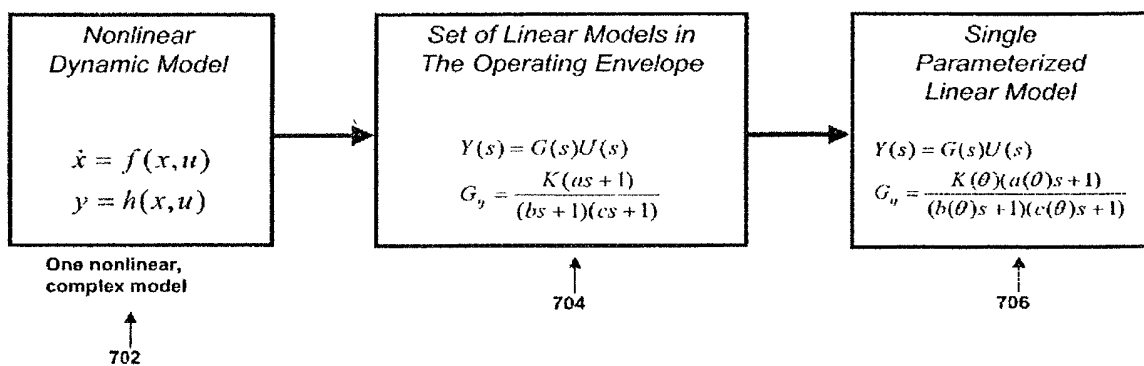 Nonlinear
Dynamic Model
ẋ = f(x,u)
y = h(x,u)
One nonlinear,
complex model
702
Set of Linear Models in
The Operating Envelope
Y(s) = G(s)U(s)
G_ij = K(as + 1) / (bs + 1)(cs + 1)
704
Single
Parameterized
Linear Model
Y(s) = G(s)U(s)
G_ij = K(θ)(a(θ)s + 1) / (b(θ)s + 1)(c(θ)s + 1)
706